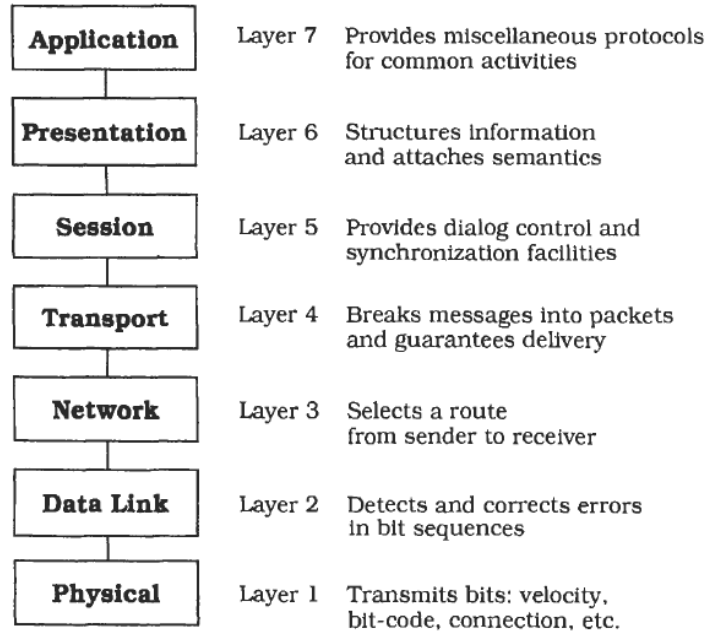 Application Layer 7 Provides miscellaneous protocols
for common activities
Presentation Layer 6 Structures information
and attaches semantics
Session Layer 5 Provides dialog control and
synchronization facilities
Transport Layer 4 Breaks messages into packets
and guarantees delivery
Network Layer 3 Selects a route
from sender to receiver
Data Link Layer 2 Detects and corrects errors
in bit sequences
Physical Layer 1 Transmits bits: velocity,
bit-code, connection, etc.